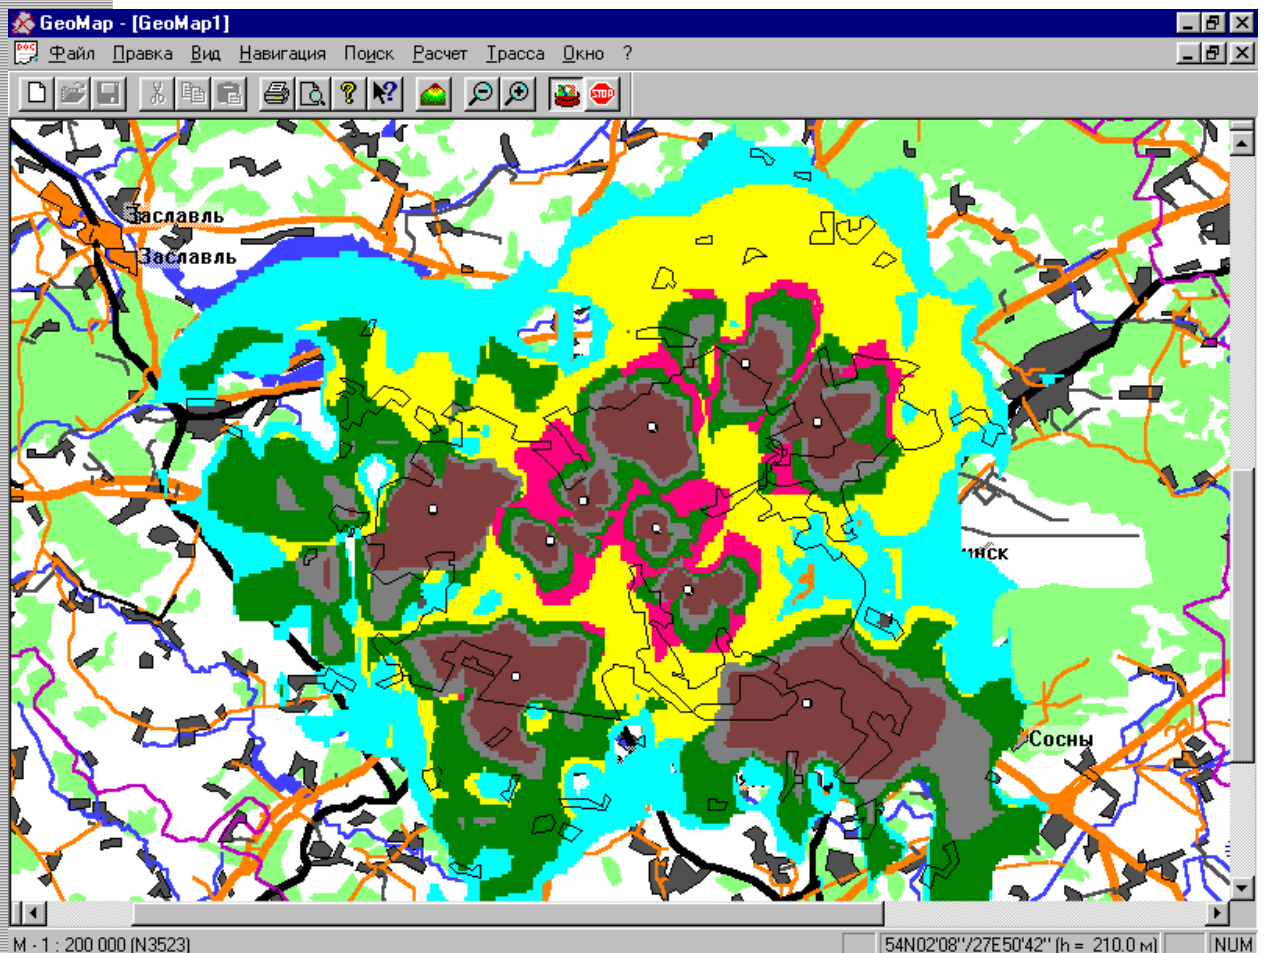 GeoMap - [GeoMap1]
Файл Правка Вид Навигация Поиск Расчет Трасса Окно ?
STOP
Заславль
Заславль
инск
Сосны
М - 1 : 200 000 (N3523)
54N02'08"/27E50'42" (h = 210.0 м)
NUM